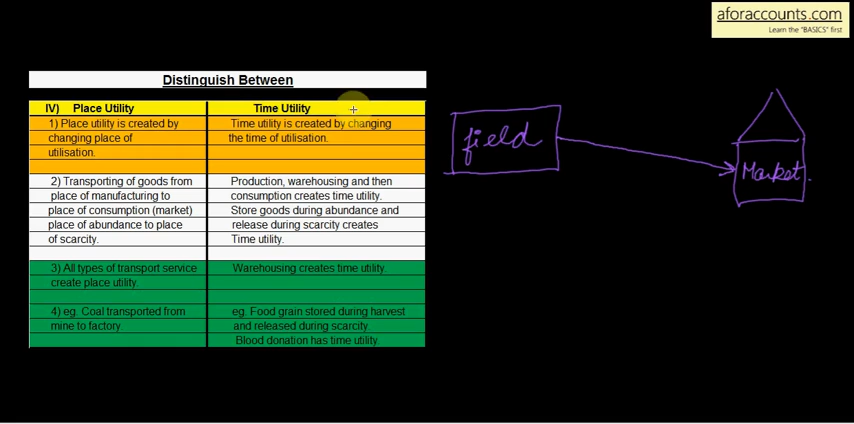 aforaccounts.com
Learn the "BASICS" first
Distinguish Between
IV) Place Utility
Time Utility
1) Place utility is created by
changing place of
utilisation.
Time utility is created by changing
the time of utilisation.
2) Transporting of goods from
place of manufacturing to
place of consumption (market)
place of abundance to place
of scarcity.
Production, warehousing and then
consumption creates time utility.
Store goods during abundance and
release during scarcity creates
Time utility.
3) All types of transport service
create place utility.
Warehousing creates time utility.
4) eg. Coal transported from
mine to factory.
eg. Food grain stored during harvest
and released during scarcity.
Blood donation has time utility.
field
Market.